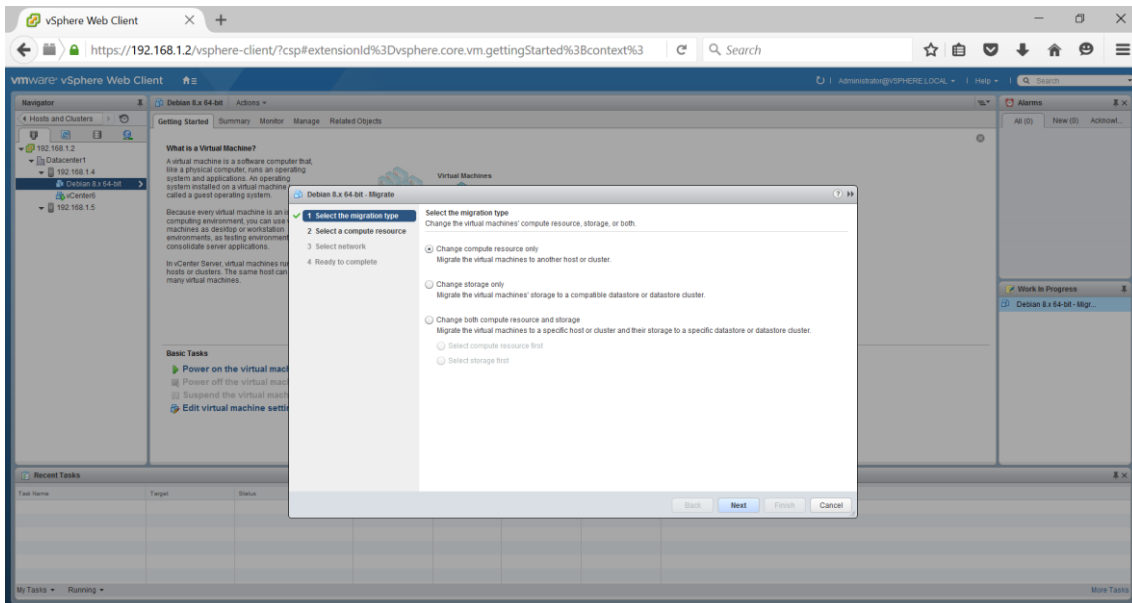 vSphere Web Client
https://192.168.1.2/vsphere-client/?csp#extensionId%3Dvsphere.core.vm.gettingStarted%3Bcontext%3
Search
vmware® vSphere Web Client
Administrator@VSPHERE.LOCAL
Help
Search
Navigator
Hosts and Clusters
192.168.1.2
Datacenter1
192.168.1.4
Debian 8.x 64-bit
vCenter6
192.168.1.5
Debian 8.x 64-bit Actions
Getting Started Summary Monitor Manage Related Objects
What is a Virtual Machine?
A virtual machine is a software computer that,
like a physical computer, runs an operating
system and applications. An operating
system installed on a virtual machine
called a guest operating system.
Because every virtual machine is an is
computing environment, you can use
machines as desktop or workstation
environments, as testing environment
consolidate server applications.
In vCenter Server, virtual machines run
hosts or clusters. The same host can
many virtual machines.
Virtual Machines
Basic Tasks
Power on the virtual mac
Power off the virtual mac
Suspend the virtual mach
Edit virtual machine settin
Debian 8.x 64-bit - Migrate
1 Select the migration type
2 Select a compute resource
3 Select network
4 Ready to complete
Select the migration type
Change the virtual machines' compute resource, storage, or both.
Change compute resource only
Migrate the virtual machines to another host or cluster.
Change storage only
Migrate the virtual machines' storage to a compatible datastore or datastore cluster.
Change both compute resource and storage
Migrate the virtual machines to a specific host or cluster and their storage to a specific datastore or datastore cluster.
Select compute resource first
Select storage first
Back Next Finish Cancel
Alarms
All (0) New (0) Acknowl...
Work In Progress
Debian 8.x 64-bit - Migr...
Recent Tasks
Task Name Target Status
My Tasks Running More Tasks